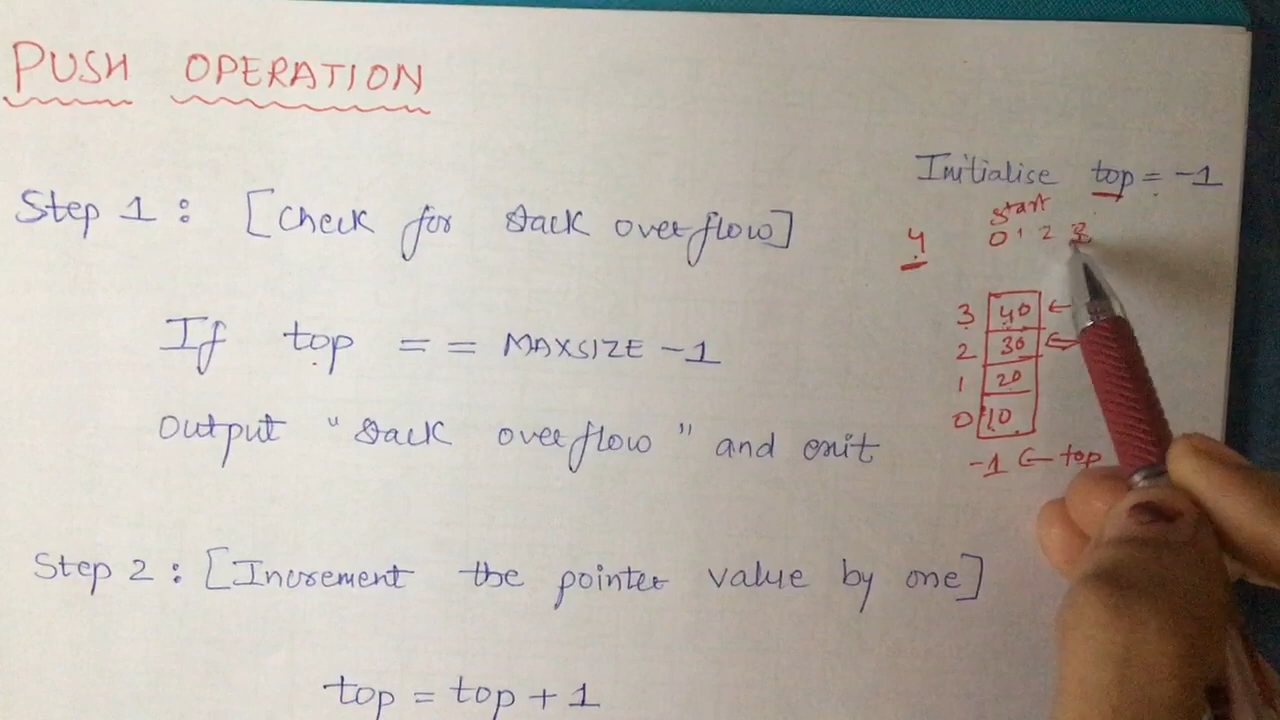 PUSH OPERATION
Initialise top = -1
Step 1 : [Check for stack overflow]
start
4 0 1 2 3
If top == MAXSIZE -1
3 40 ←
2 30 ←
1 20
0 10
-1 ← top
Output "Stack overflow" and exit
Step 2 : [Increment the pointer value by one]
top = top + 1